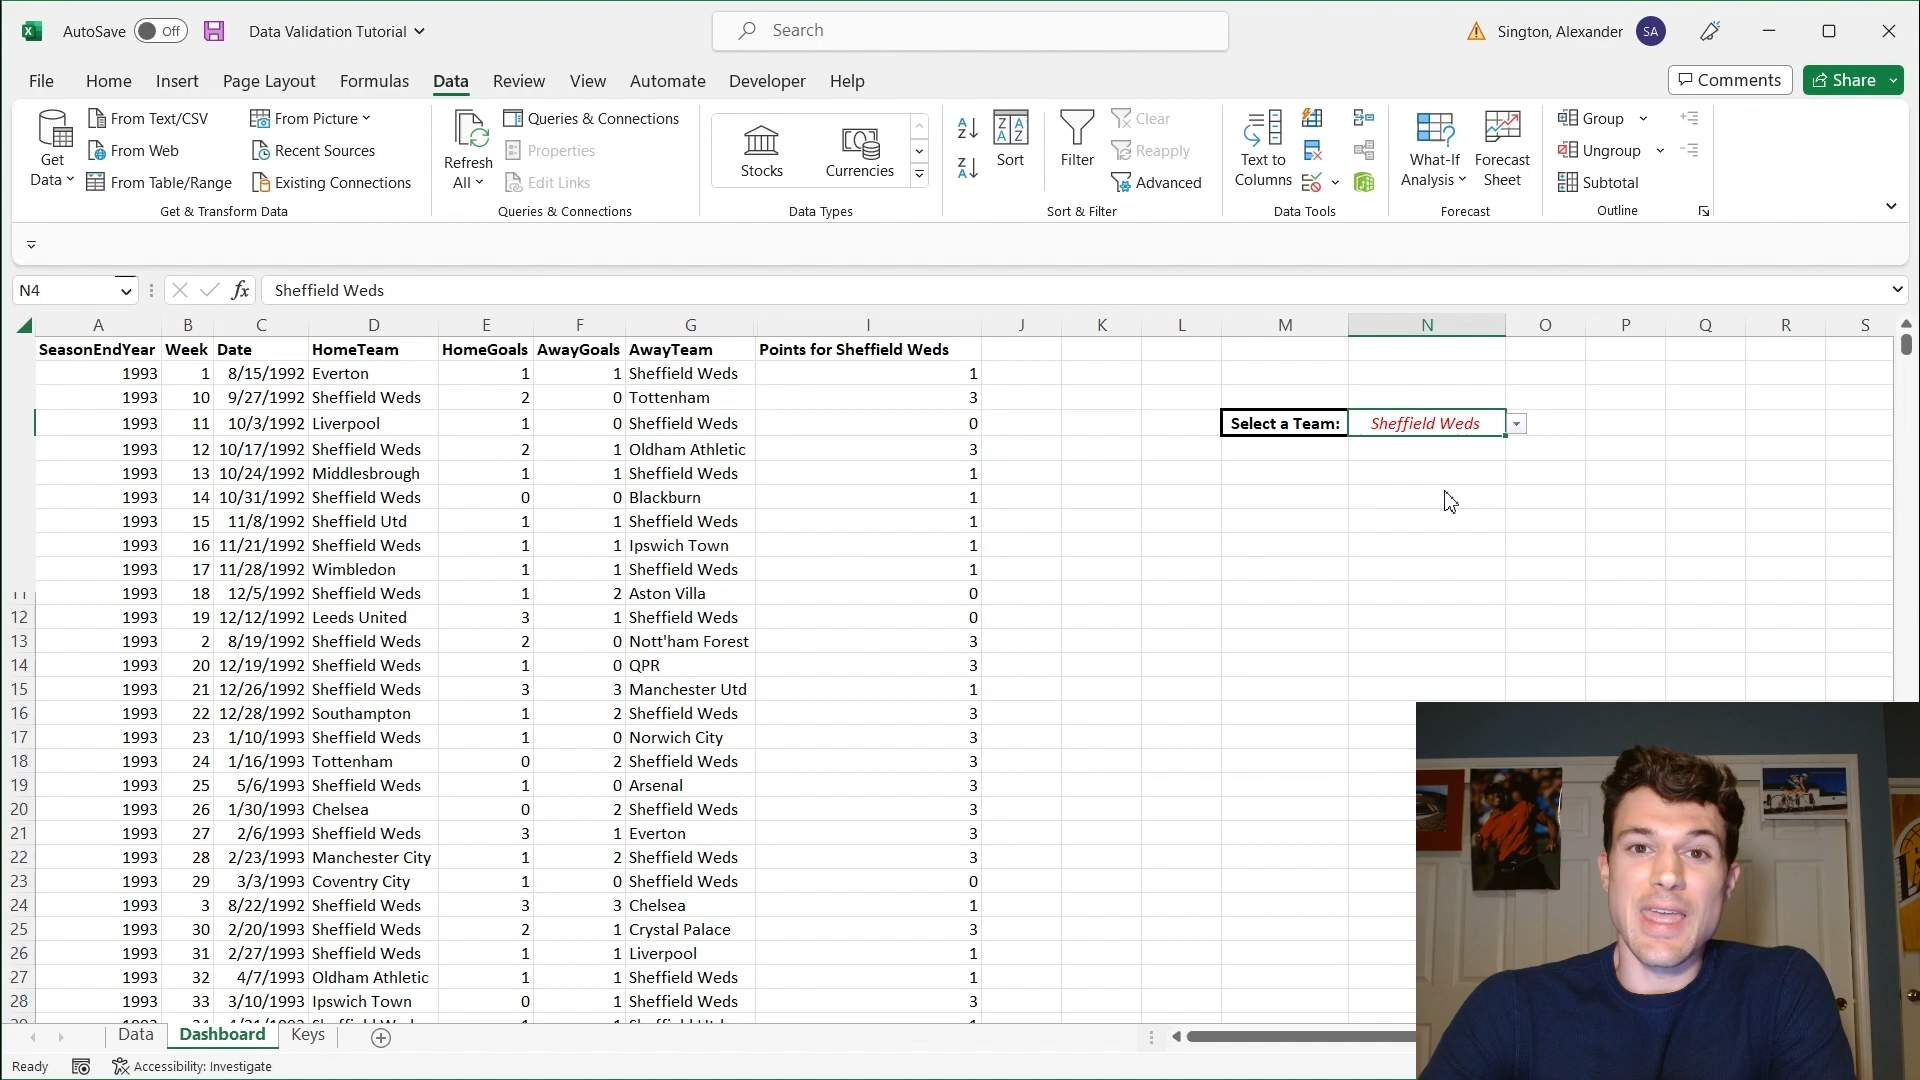 AutoSave Off Data Validation Tutorial Search Sington, Alexander SA
File Home Insert Page Layout Formulas Data Review View Automate Developer Help Comments Share
Get Data
From Text/CSV
From Web
From Table/Range
From Picture
Recent Sources
Existing Connections
Get & Transform Data
Refresh All
Queries & Connections
Properties
Edit Links
Queries & Connections
Stocks Currencies
Data Types
Sort
Filter
Clear
Reapply
Advanced
Sort & Filter
Text to Columns
Data Tools
What-If Analysis
Forecast Sheet
Forecast
Group
Ungroup
Subtotal
Outline
N4 fx Sheffield Weds
A B C D E F G I J K L M N O P Q R S
SeasonEndYear Week Date HomeTeam HomeGoals AwayGoals AwayTeam Points for Sheffield Weds
1993 1 8/15/1992 Everton 1 1 Sheffield Weds 1
1993 10 9/27/1992 Sheffield Weds 2 0 Tottenham 3
1993 11 10/3/1992 Liverpool 1 0 Sheffield Weds 0 Select a Team: Sheffield Weds
1993 12 10/17/1992 Sheffield Weds 2 1 Oldham Athletic 3
1993 13 10/24/1992 Middlesbrough 1 1 Sheffield Weds 1
1993 14 10/31/1992 Sheffield Weds 0 0 Blackburn 1
1993 15 11/8/1992 Sheffield Utd 1 1 Sheffield Weds 1
1993 16 11/21/1992 Sheffield Weds 1 1 Ipswich Town 1
1993 17 11/28/1992 Wimbledon 1 1 Sheffield Weds 1
1993 18 12/5/1992 Sheffield Weds 1 2 Aston Villa 0
12 1993 19 12/12/1992 Leeds United 3 1 Sheffield Weds 0
13 1993 2 8/19/1992 Sheffield Weds 2 0 Nott'ham Forest 3
14 1993 20 12/19/1992 Sheffield Weds 1 0 QPR 3
15 1993 21 12/26/1992 Sheffield Weds 3 3 Manchester Utd 1
16 1993 22 12/28/1992 Southampton 1 2 Sheffield Weds 3
17 1993 23 1/10/1993 Sheffield Weds 1 0 Norwich City 3
18 1993 24 1/16/1993 Tottenham 0 2 Sheffield Weds 3
19 1993 25 5/6/1993 Sheffield Weds 1 0 Arsenal 3
20 1993 26 1/30/1993 Chelsea 0 2 Sheffield Weds 3
21 1993 27 2/6/1993 Sheffield Weds 3 1 Everton 3
22 1993 28 2/23/1993 Manchester City 1 2 Sheffield Weds 3
23 1993 29 3/3/1993 Coventry City 1 0 Sheffield Weds 0
24 1993 3 8/22/1992 Sheffield Weds 3 3 Chelsea 1
25 1993 30 2/20/1993 Sheffield Weds 2 1 Crystal Palace 3
26 1993 31 2/27/1993 Sheffield Weds 1 1 Liverpool 1
27 1993 32 4/7/1993 Oldham Athletic 1 1 Sheffield Weds 1
28 1993 33 3/10/1993 Ipswich Town 0 1 Sheffield Weds 3
Data Dashboard Keys
Ready Accessibility: Investigate